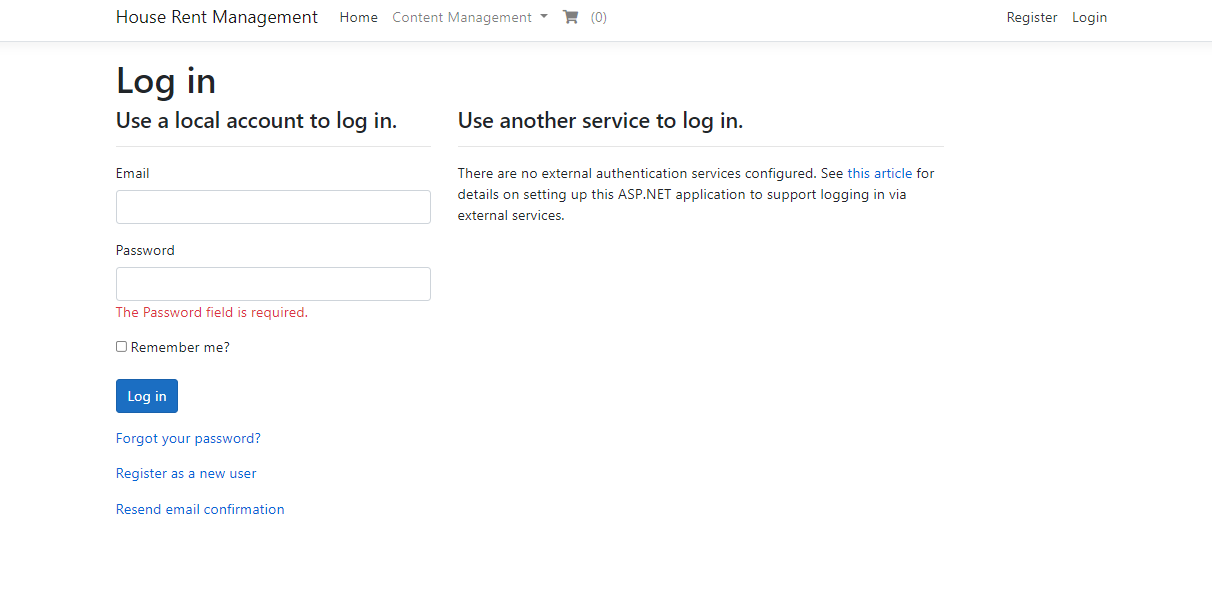 House Rent Management Home Content Management (0) Register Login
Log in
Use a local account to log in.
Email
Password
The Password field is required.
Remember me?
Log in
Forgot your password?
Register as a new user
Resend email confirmation
Use another service to log in.
There are no external authentication services configured. See this article for
details on setting up this ASP.NET application to support logging in via
external services.